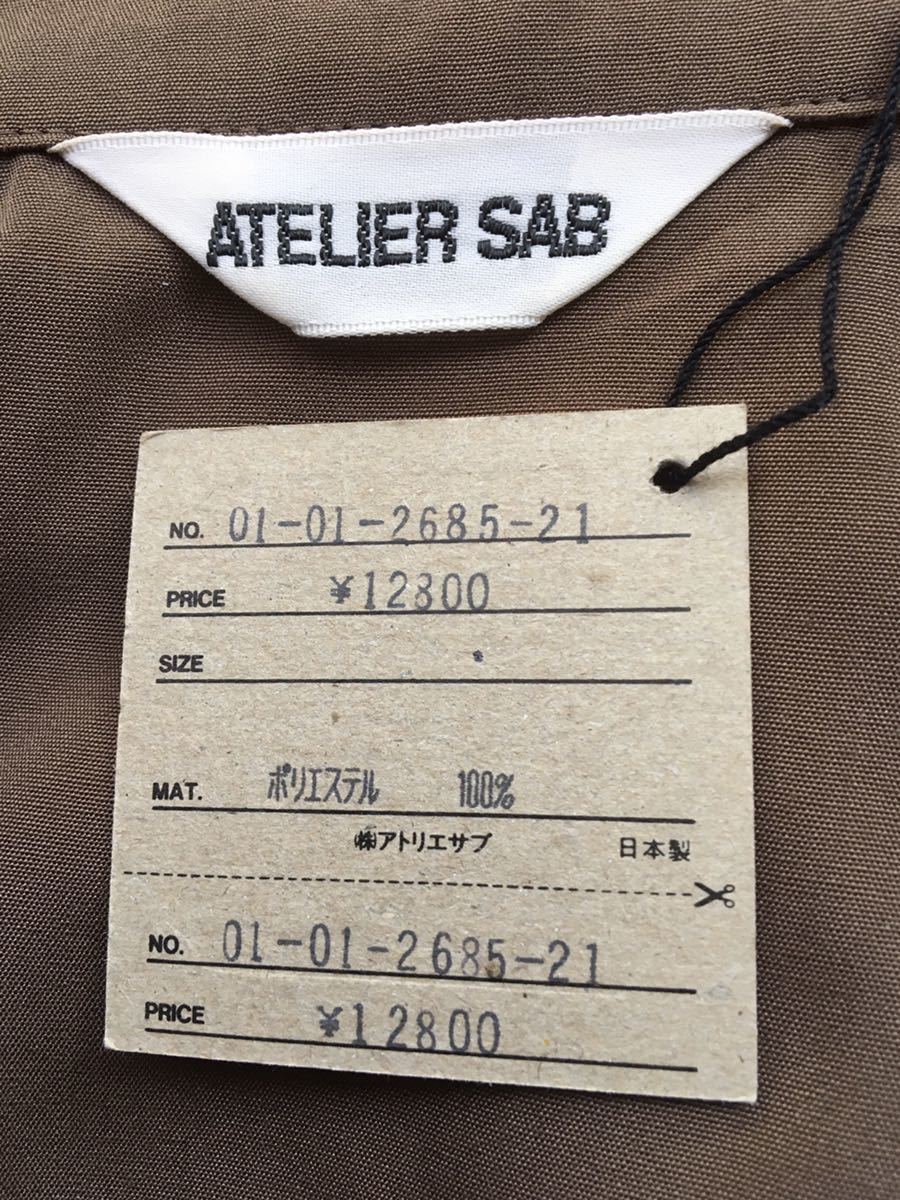 ATELIER SAB
NO. 01-01-2685-21
PRICE ¥12800
SIZE
MAT. ポリエステル 100%
㈱アトリエサブ 日本製
NO. 01-01-2685-21
PRICE ¥12800